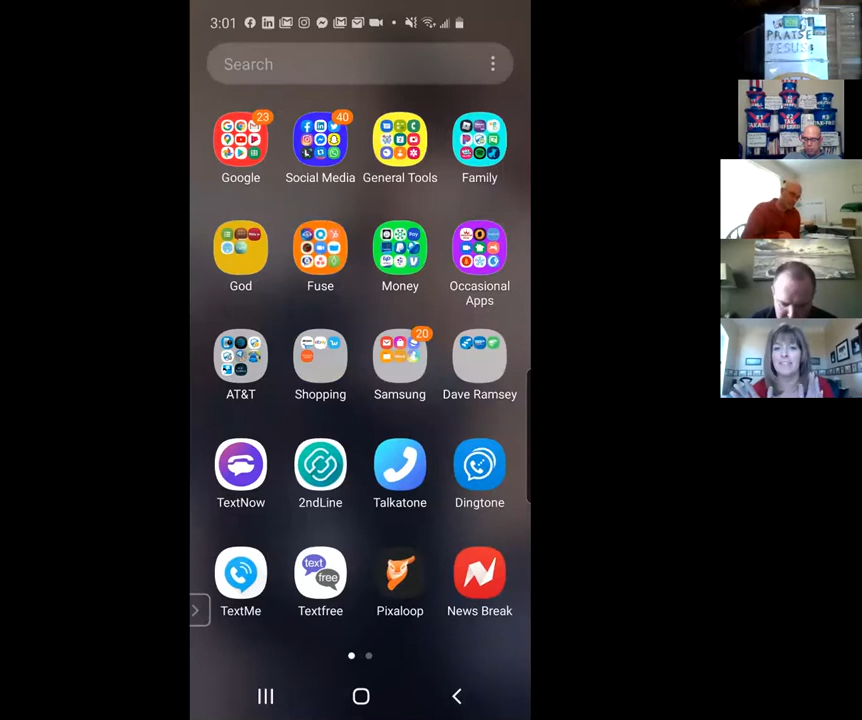 3:01
Search
23
40
Google
Social Media
General Tools
Family
God
Fuse
Money
Occasional
Apps
20
AT&T
Shopping
Samsung
Dave Ramsey
TextNow
2ndLine
Talkatone
Dingtone
text
free
TextMe
Textfree
Pixaloop
News Break
PRAISE
JESUS!